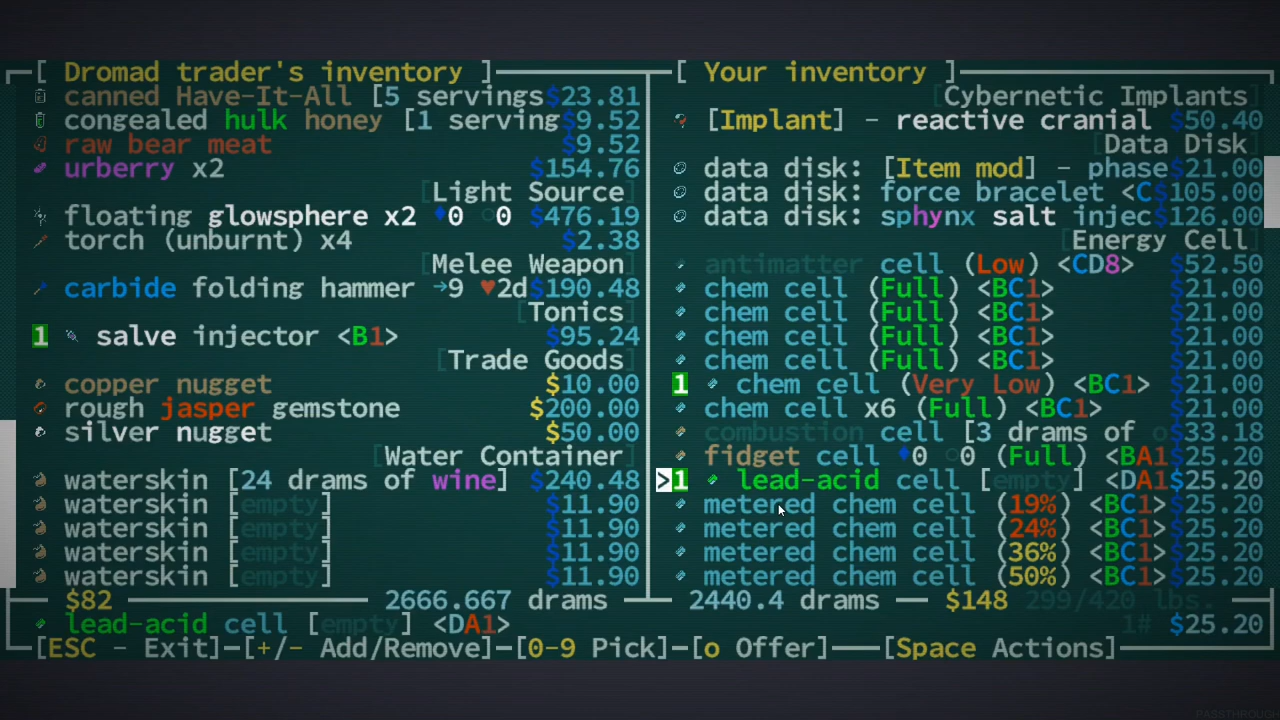 [ Dromad trader's inventory ]
canned Have-It-All [5 servings $23.81
congealed hulk honey [1 serving $9.52
raw bear meat $9.52
urberry x2 $154.76
[Light Source]
floating glowsphere x2 ♦0 ○0 $476.19
torch (unburnt) x4 $2.38
[Melee Weapon]
carbide folding hammer →9 ♥2d $190.48
[Tonics]
1 salve injector <B1> $95.24
[Trade Goods]
copper nugget $10.00
rough jasper gemstone $200.00
silver nugget $50.00
[Water Container]
waterskin [24 drams of wine] $240.48
waterskin [empty] $11.90
waterskin [empty] $11.90
waterskin [empty] $11.90
waterskin [empty] $11.90
$82 2666.667 drams
[ Your inventory ]
[Cybernetic Implants]
[Implant] - reactive cranial $50.40
[Data Disk]
data disk: [Item mod] - phase $21.00
data disk: force bracelet <C $105.00
data disk: sphynx salt injec $126.00
[Energy Cell]
antimatter cell (Low) <CD8> $52.50
chem cell (Full) <BC1> $21.00
chem cell (Full) <BC1> $21.00
chem cell (Full) <BC1> $21.00
chem cell (Full) <BC1> $21.00
1 chem cell (Very Low) <BC1> $21.00
chem cell x6 (Full) <BC1> $21.00
combustion cell [3 drams of o $33.18
fidget cell ♦0 ○0 (Full) <BA1 $25.20
>1 lead-acid cell [empty] <DA1 $25.20
metered chem cell (19%) <BC1> $25.20
metered chem cell (24%) <BC1> $25.20
metered chem cell (36%) <BC1> $25.20
metered chem cell (50%) <BC1> $25.20
2440.4 drams $148 299/420 lbs.
lead-acid cell [empty] <DA1> 1# $25.20
[ESC - Exit] [+/- Add/Remove] [0-9 Pick] [o Offer] [Space Actions]
PASSTHROUGH